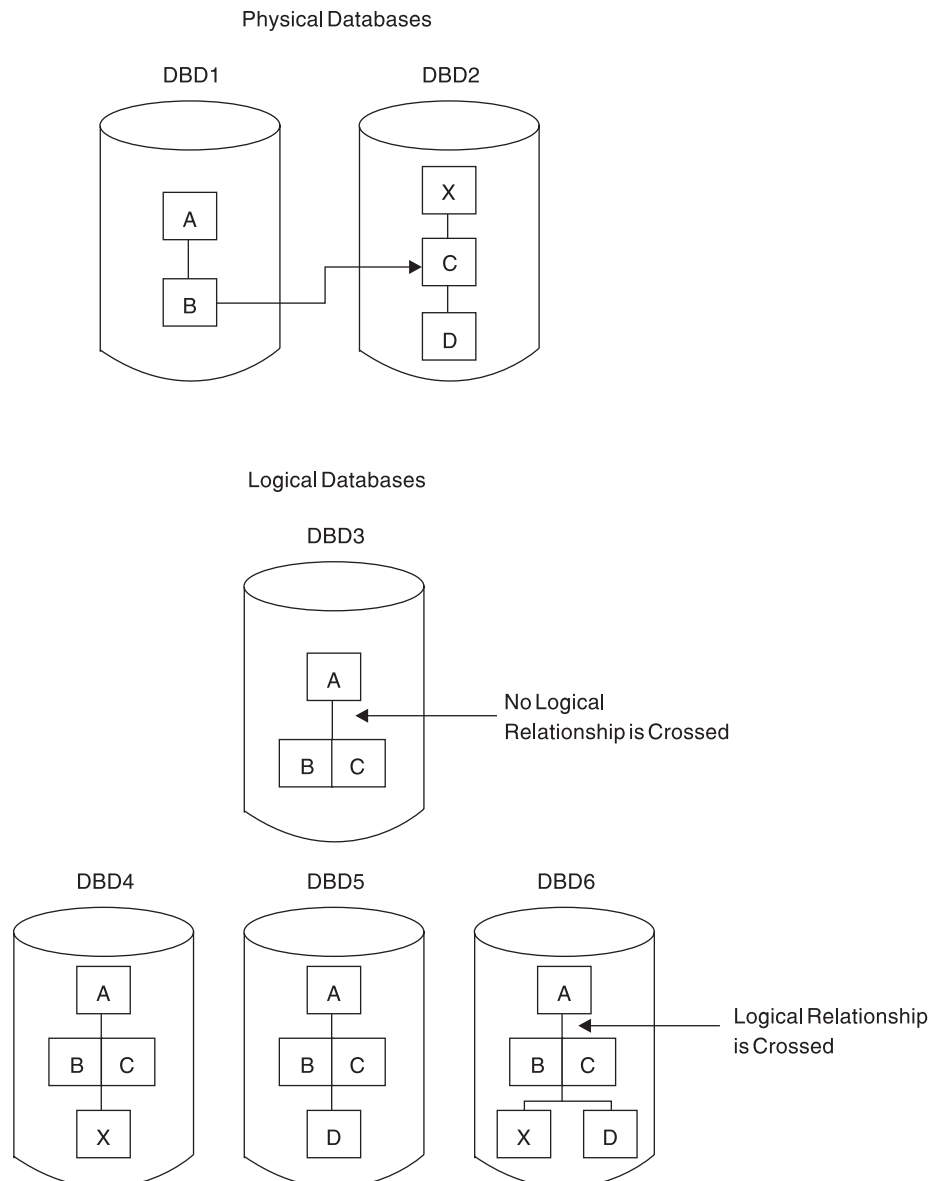 Physical Databases
DBD1
DBD2
A
B
X
C
D
Logical Databases
DBD3
A
B C
No Logical
Relationship is Crossed
DBD4
DBD5
DBD6
A
B C
X
A
B C
D
A
B C
X D
Logical Relationship
is Crossed